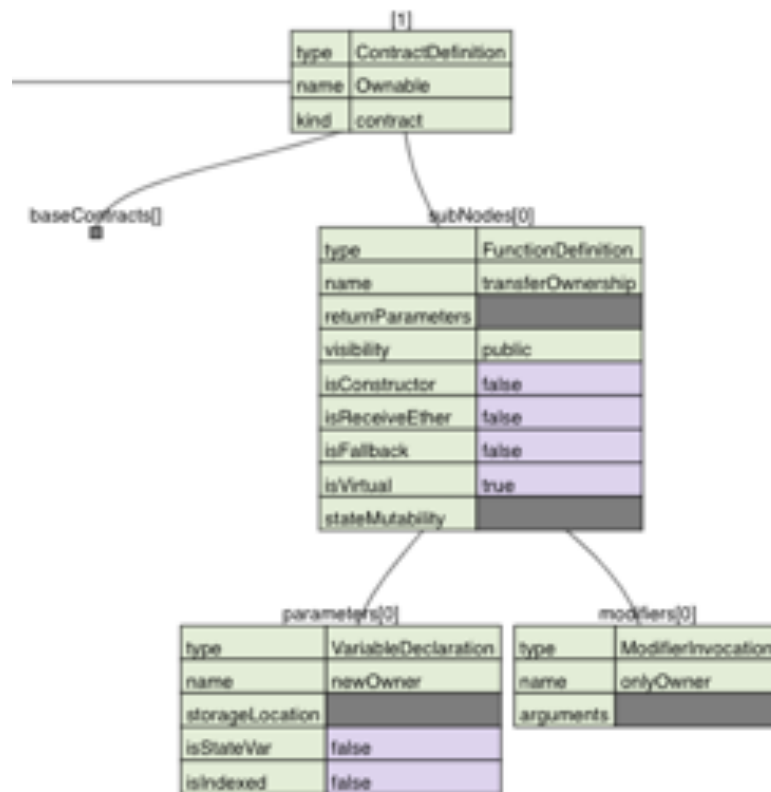 [1]
type ContractDefinition
name Ownable
kind contract
baseContracts[]
subNodes[0]
type FunctionDefinition
name transferOwnership
returnParameters
visibility public
isConstructor false
isReceiveEther false
isFallback false
isVirtual true
stateMutability
parameters[0]
type VariableDeclaration
name newOwner
storageLocation
isStateVar false
isIndexed false
modifiers[0]
type ModifierInvocation
name onlyOwner
arguments